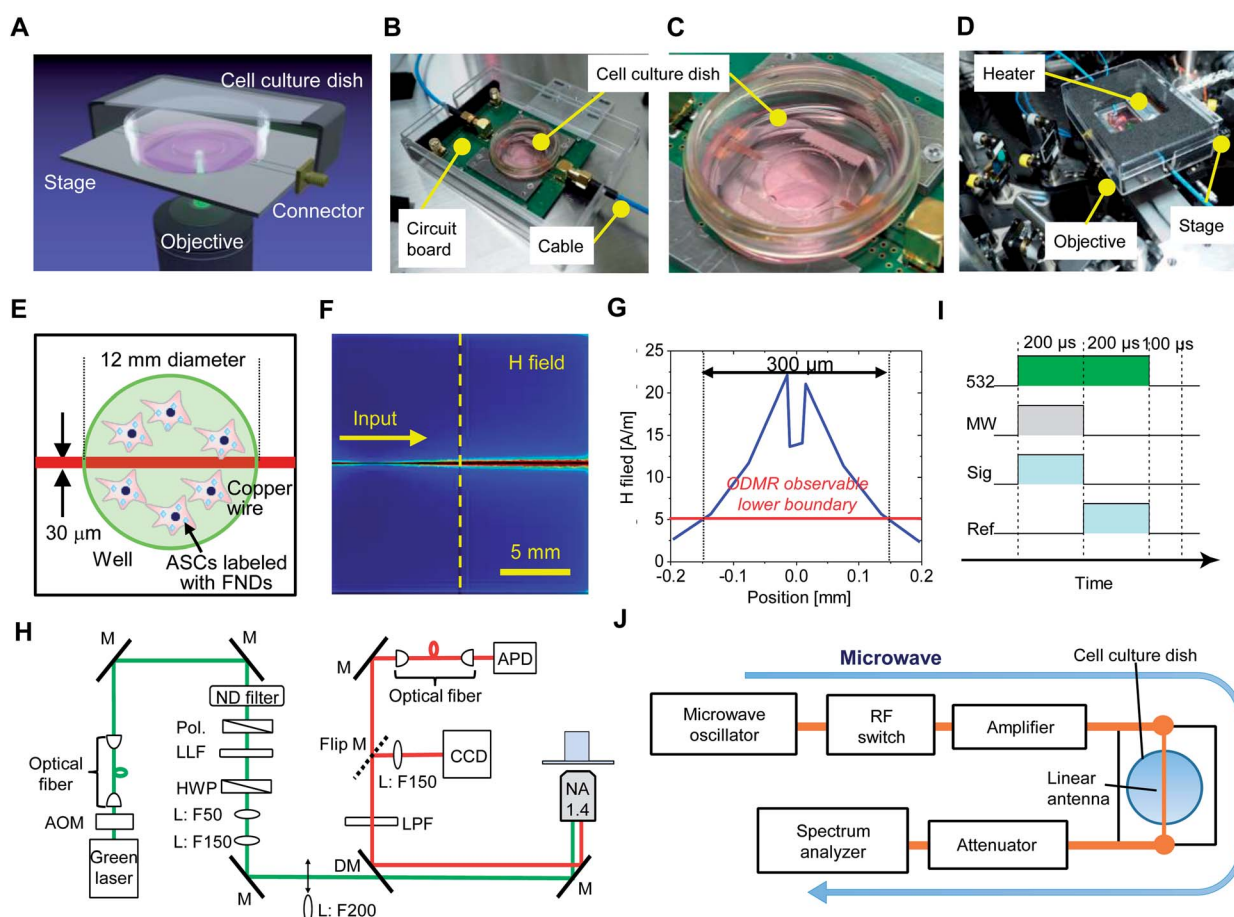 A
Cell culture dish
Stage
Connector
Objective
B
Cell culture dish
Circuit
board
Cable
C
D
Heater
Objective
Stage
E
12 mm diameter
30 μm
Copper
wire
Well
ASCs labeled
with FNDs
F
H field
Input
5 mm
G
300 μm
25
20
15
10
5
0
H filed [A/m]
ODMR observable
lower boundary
-0.2 -0.1 0.0 0.1 0.2
Position [mm]
I
200 μs 200 μs 100 μs
532
MW
Sig
Ref
Time
H
M
M
ND filter
Pol.
LLF
HWP
L: F50
L: F150
Optical
fiber
AOM
Green
laser
M
L: F200
DM
LPF
Flip M
L: F150
CCD
M
APD
Optical fiber
NA
1.4
M
J
Microwave
Cell culture dish
Microwave
oscillator
RF
switch
Amplifier
Linear
antenna
Spectrum
analyzer
Attenuator